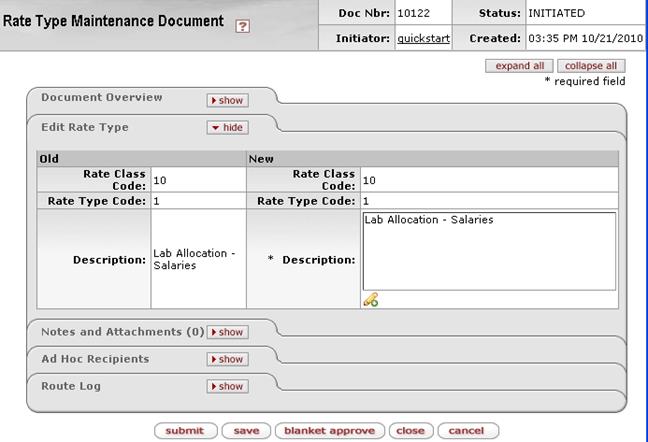 Rate Type Maintenance Document ?
Doc Nbr: 10122 Status: INITIATED
Initiator: quickstart Created: 03:35 PM 10/21/2010
expand all collapse all
* required field
Document Overview show
Edit Rate Type hide
Old New
Rate Class Code: 10 Rate Class Code: 10
Rate Type Code: 1 Rate Type Code: 1
Description: Lab Allocation - Salaries * Description: Lab Allocation - Salaries
Notes and Attachments (0) show
Ad Hoc Recipients show
Route Log show
submit save blanket approve close cancel